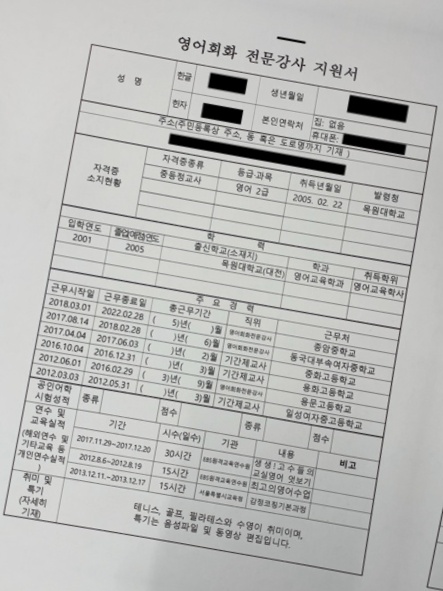 영어회화 전문강사 지원서
성 명 한글 생년월일
한자 본인연락처 집: 없음
휴대폰:
주소(주민등록상 주소, 동 혹은 도로명까지 기재)
자격증 소지현황 자격증종류 등급·과목 취득년월일 발령청
중등정교사 영어 2급 2005. 02. 22 목원대학교
학 력
입학연도 졸업(예정)연도 출신학교(소재지) 학과 취득학위
2001 2005 목원대학교(대전) 영어교육학과 영어교육학사
주 요 경 력
근무시작일 근무종료일 총근무기간 직위 근무처
2018.03.01 2022.02.28 ( 5)년( )월 영어회화전문강사 중암중학교
2017.08.14 2018.02.28 ( )년( 6)월 영어회화전문강사 동국대부속여자중학교
2017.04.04 2017.06.03 ( )년( 2)월 기간제교사 중화고등학교
2016.10.04 2016.12.31 ( )년( 3)월 기간제교사 용화고등학교
2012.06.01 2016.02.29 ( 3)년( 9)월 영어회화전문강사 용문고등학교
2012.03.03 2012.05.31 ( )년( 3)월 기간제교사 일성여자중고등학교
공인어학 시험성적 종류 점수 종류 점수
연수 및 교육실적 (해외연수 및 기타교육 등 개인연수실적) 기간 시수(일수) 기관 내용 비고
2017.11.29~2017.12.20 30시간 EBS원격교육연수원 생생!고수들의 교실영어 엿보기
2012.8.6~2012.8.19 15시간 EBS원격교육연수원 최고의영어수업
2013.12.11.~2013.12.17 15시간 서울특별시교육청 감정코칭기본과정
취미 및 특기 (자세히 기재) 테니스, 골프, 필라테스와 수영이 취미이며,
특기는 음성파일 및 동영상 편집입니다.